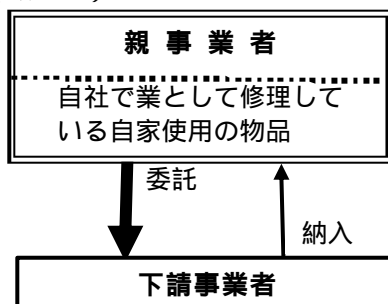 親事業者
自社で業として修理して
いる自家使用の物品
委託
納入
下請事業者